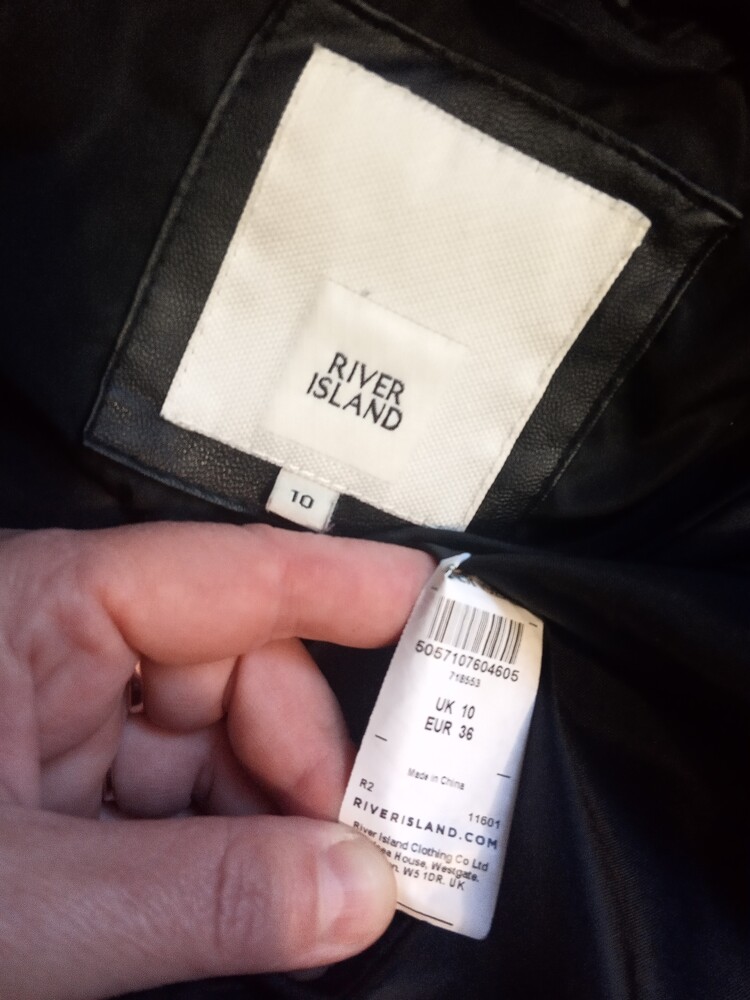 RIVER
ISLAND
10
5057107604605
718553
UK 10
EUR 36
Made in China
R2
11601
RIVERISLAND.COM
River Island Clothing Co Ltd
House, Westgate,
W5 1DR. UK